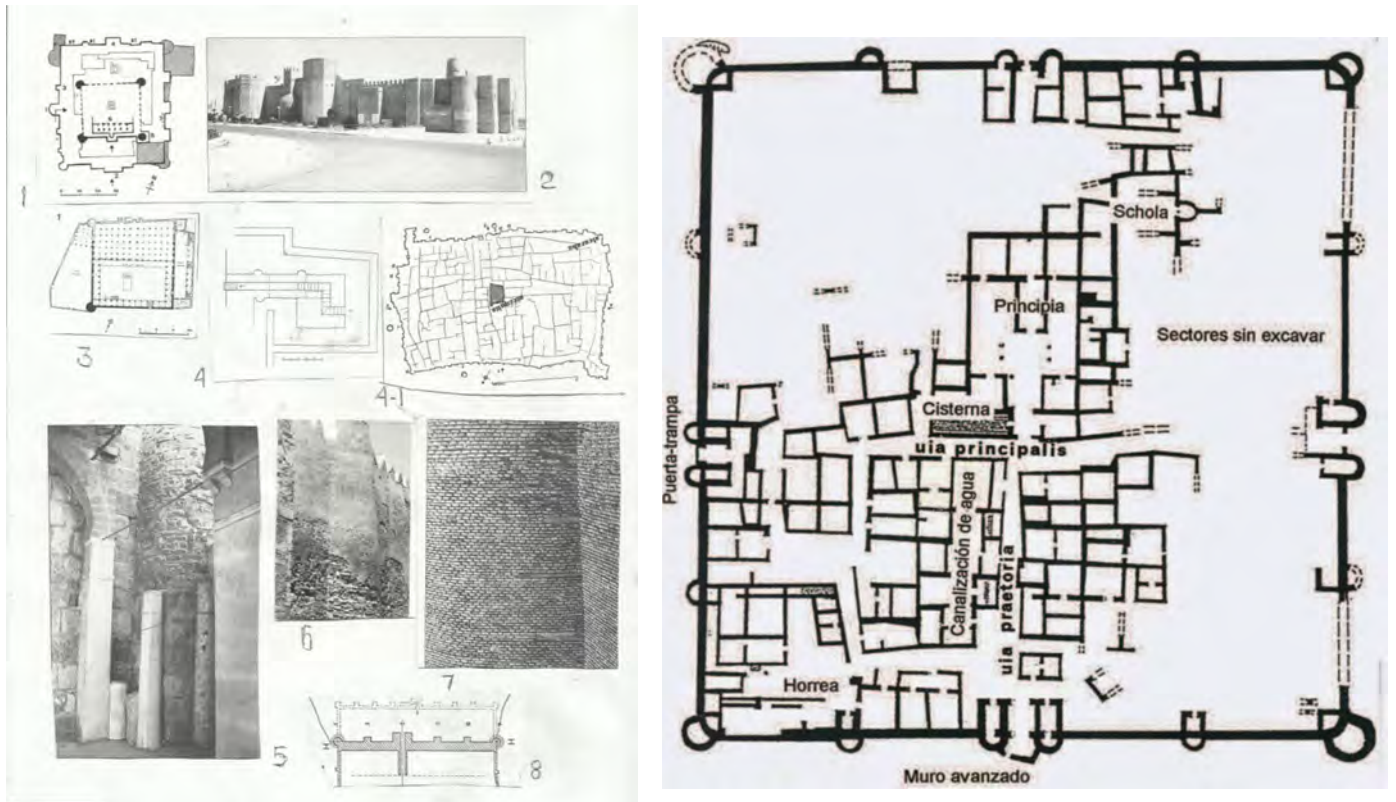 1
2
3
4
4-1
5
6
7
8
Schola
Principia
Sectores sin excavar
Cisterna
uia principalis
Puerta-trampa
Canalización de agua
uia praetoria
Horrea
Muro avanzado